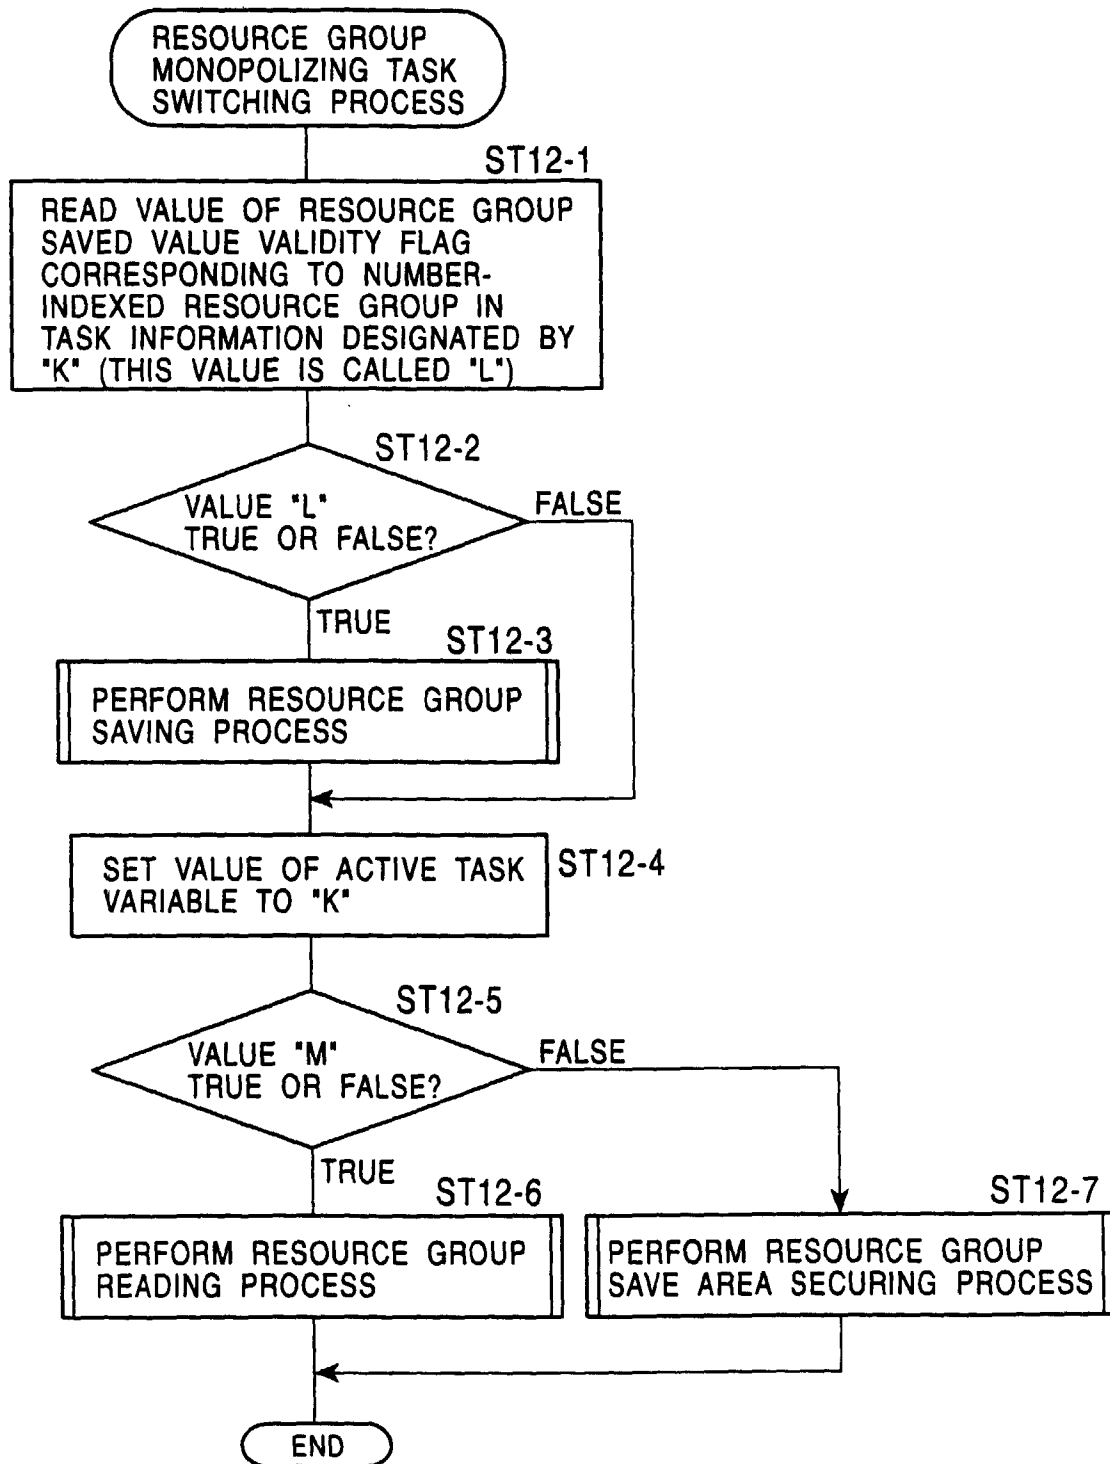 RESOURCE GROUP
MONOPOLIZING TASK
SWITCHING PROCESS
ST12-1
READ VALUE OF RESOURCE GROUP
SAVED VALUE VALIDITY FLAG
CORRESPONDING TO NUMBER-
INDEXED RESOURCE GROUP IN
TASK INFORMATION DESIGNATED BY
"K" (THIS VALUE IS CALLED "L")
ST12-2
VALUE "L"
TRUE OR FALSE?
FALSE
TRUE
ST12-3
PERFORM RESOURCE GROUP
SAVING PROCESS
SET VALUE OF ACTIVE TASK
VARIABLE TO "K"
ST12-4
ST12-5
VALUE "M"
TRUE OR FALSE?
FALSE
TRUE
ST12-6
PERFORM RESOURCE GROUP
READING PROCESS
ST12-7
PERFORM RESOURCE GROUP
SAVE AREA SECURING PROCESS
END